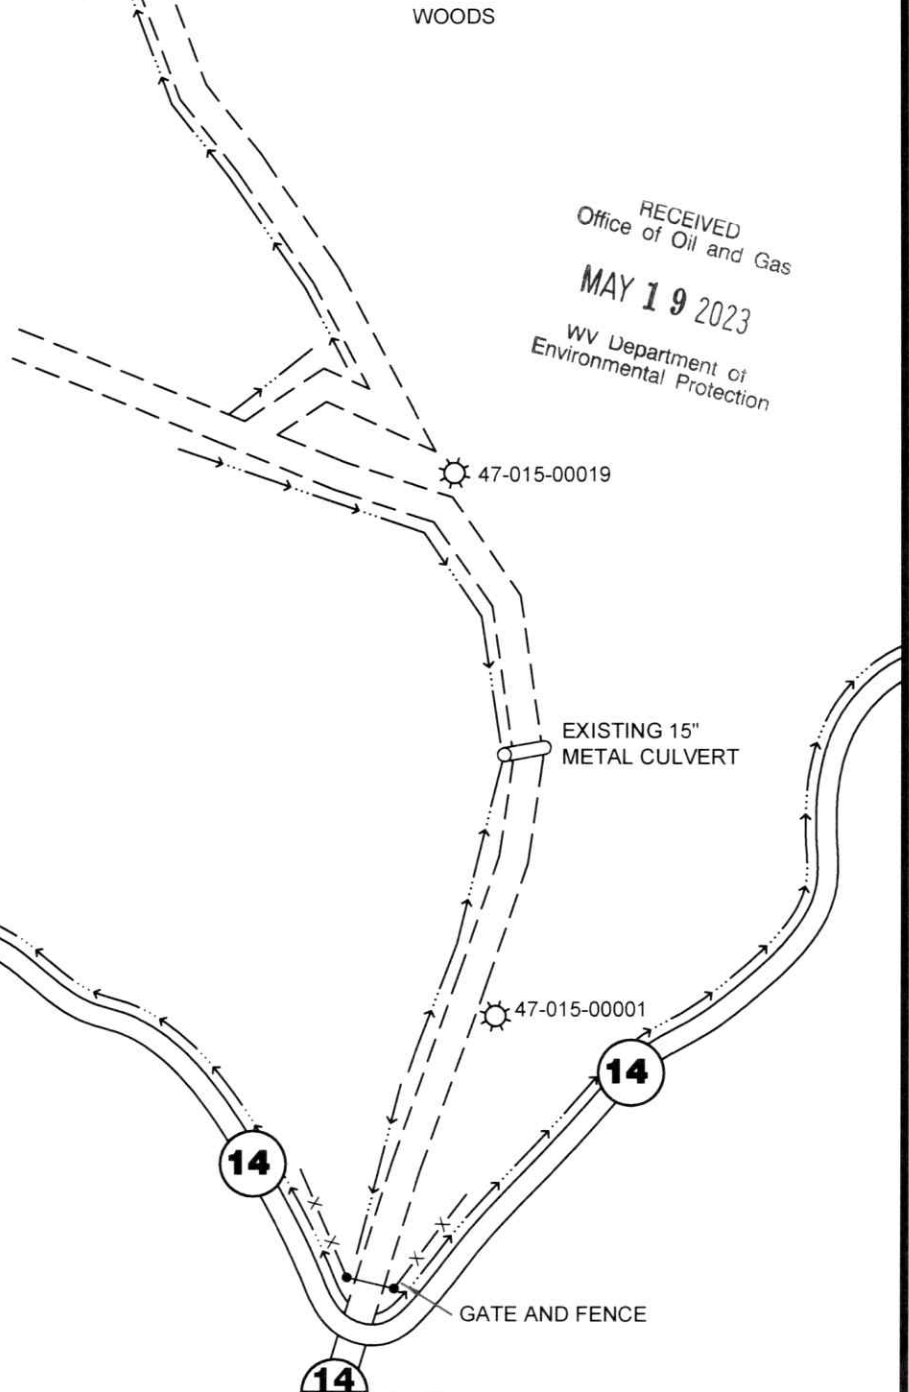 WOODS
RECEIVED
Office of Oil and Gas
MAY 19 2023
WV Department of
Environmental Protection
47-015-00019
EXISTING 15"
METAL CULVERT
47-015-00001
14
14
GATE AND FENCE
14